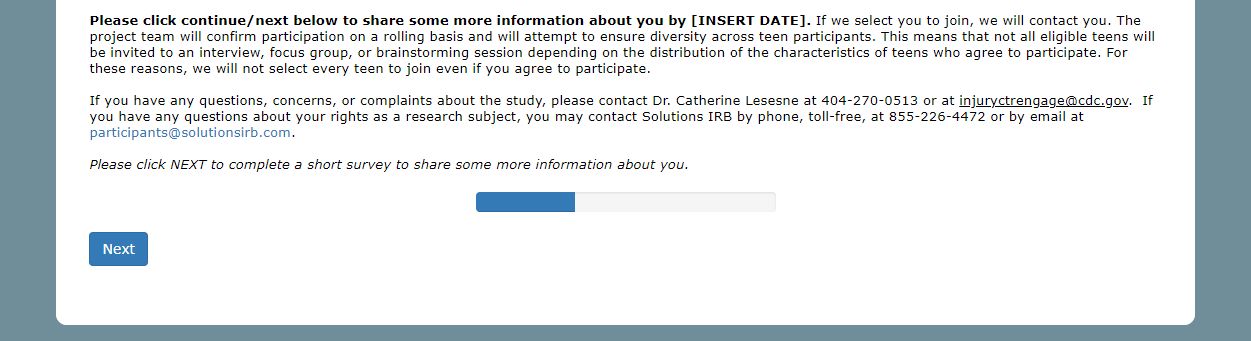 Please click continue/next below to share some more information about you by [INSERT DATE]. If we select you to join, we will contact you. The
project team will confirm participation on a rolling basis and will attempt to ensure diversity across teen participants. This means that not all eligible teens will
be invited to an interview, focus group, or brainstorming session depending on the distribution of the characteristics of teens who agree to participate. For
these reasons, we will not select every teen to join even if you agree to participate.
If you have any questions, concerns, or complaints about the study, please contact Dr. Catherine Lesesne at 404-270-0513 or at injuryctrengage@cdc.gov. If
you have any questions about your rights as a research subject, you may contact Solutions IRB by phone, toll-free, at 855-226-4472 or by email at
participants@solutionsirb.com.
Please click NEXT to complete a short survey to share some more information about you.
Next